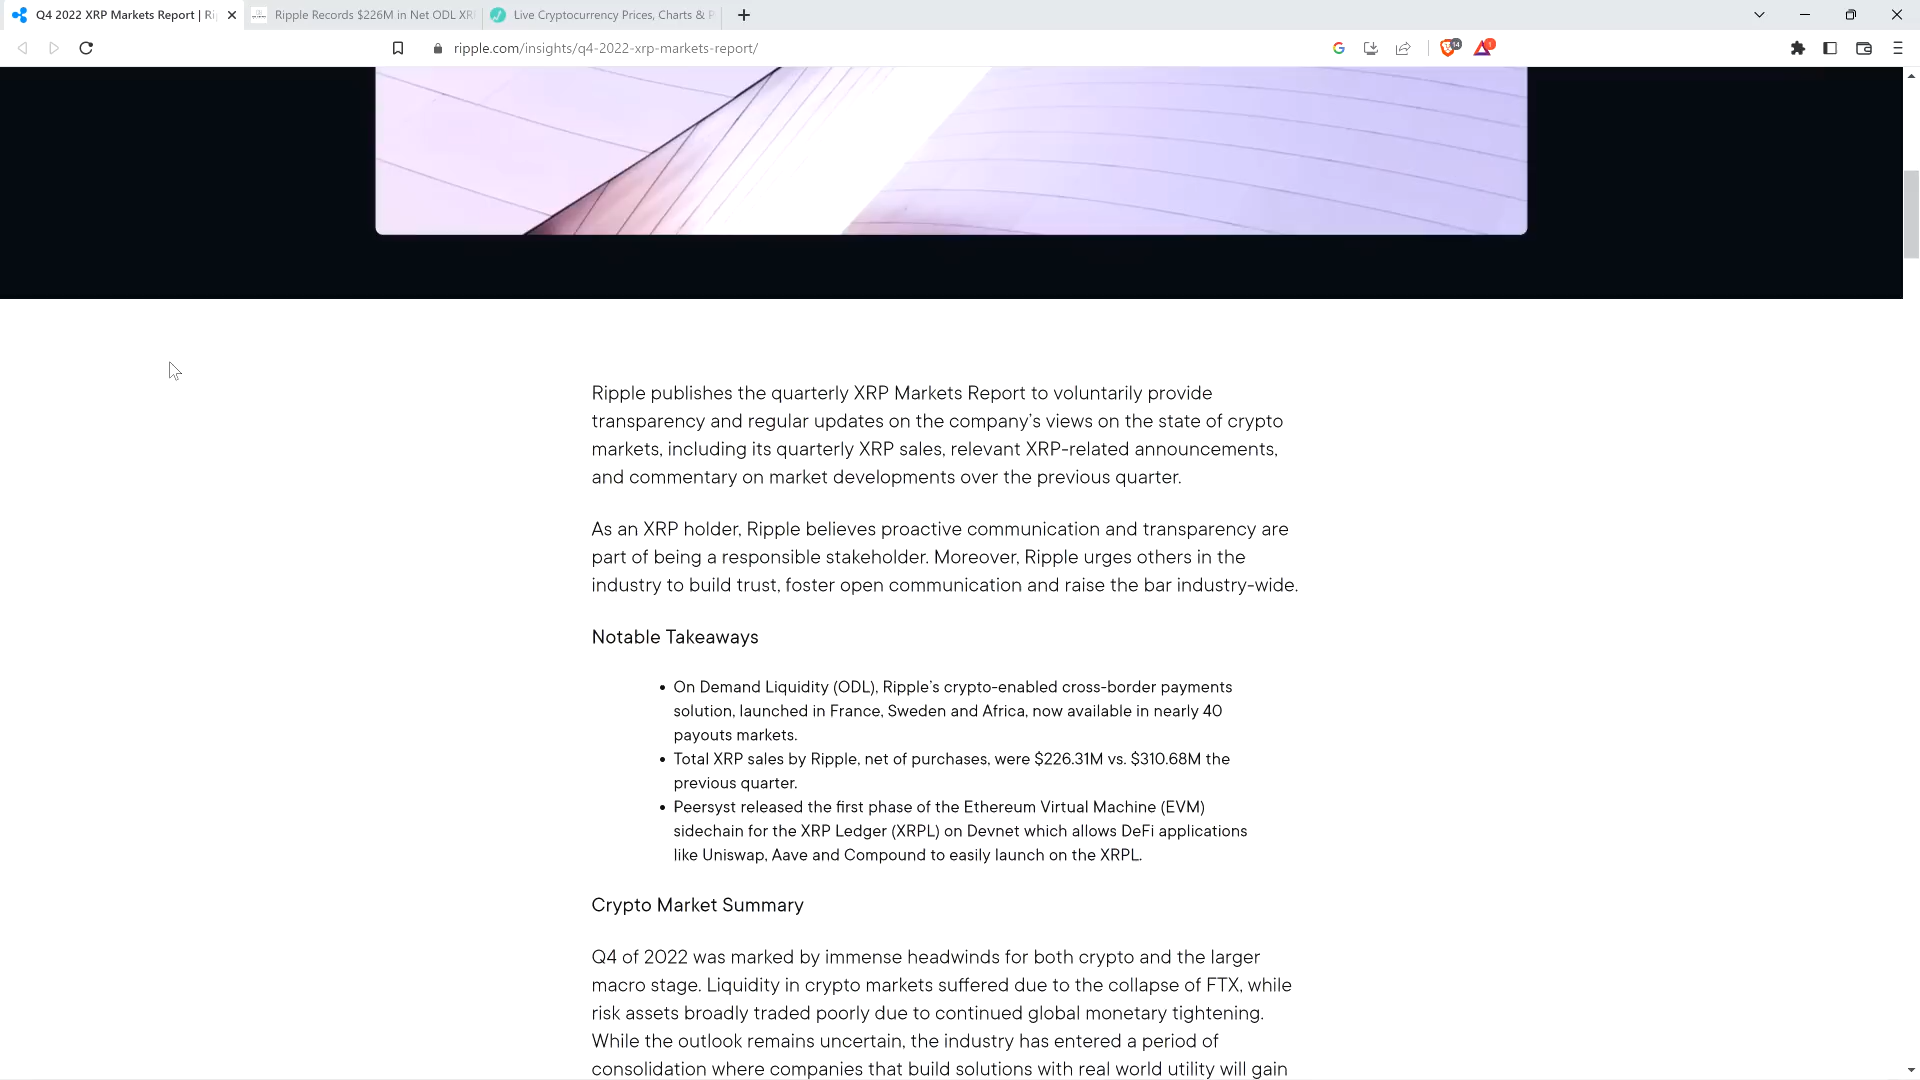 Q4 2022 XRP Markets Report | Ri
Ripple Records $226M in Net ODL XR
Live Cryptocurrency Prices, Charts & P
ripple.com/insights/q4-2022-xrp-markets-report/
Ripple publishes the quarterly XRP Markets Report to voluntarily provide
transparency and regular updates on the company’s views on the state of crypto
markets, including its quarterly XRP sales, relevant XRP-related announcements,
and commentary on market developments over the previous quarter.
As an XRP holder, Ripple believes proactive communication and transparency are
part of being a responsible stakeholder. Moreover, Ripple urges others in the
industry to build trust, foster open communication and raise the bar industry-wide.
Notable Takeaways
• On Demand Liquidity (ODL), Ripple’s crypto-enabled cross-border payments
solution, launched in France, Sweden and Africa, now available in nearly 40
payouts markets.
• Total XRP sales by Ripple, net of purchases, were $226.31M vs. $310.68M the
previous quarter.
• Peersyst released the first phase of the Ethereum Virtual Machine (EVM)
sidechain for the XRP Ledger (XRPL) on Devnet which allows DeFi applications
like Uniswap, Aave and Compound to easily launch on the XRPL.
Crypto Market Summary
Q4 of 2022 was marked by immense headwinds for both crypto and the larger
macro stage. Liquidity in crypto markets suffered due to the collapse of FTX, while
risk assets broadly traded poorly due to continued global monetary tightening.
While the outlook remains uncertain, the industry has entered a period of
consolidation where companies that build solutions with real world utility will gain